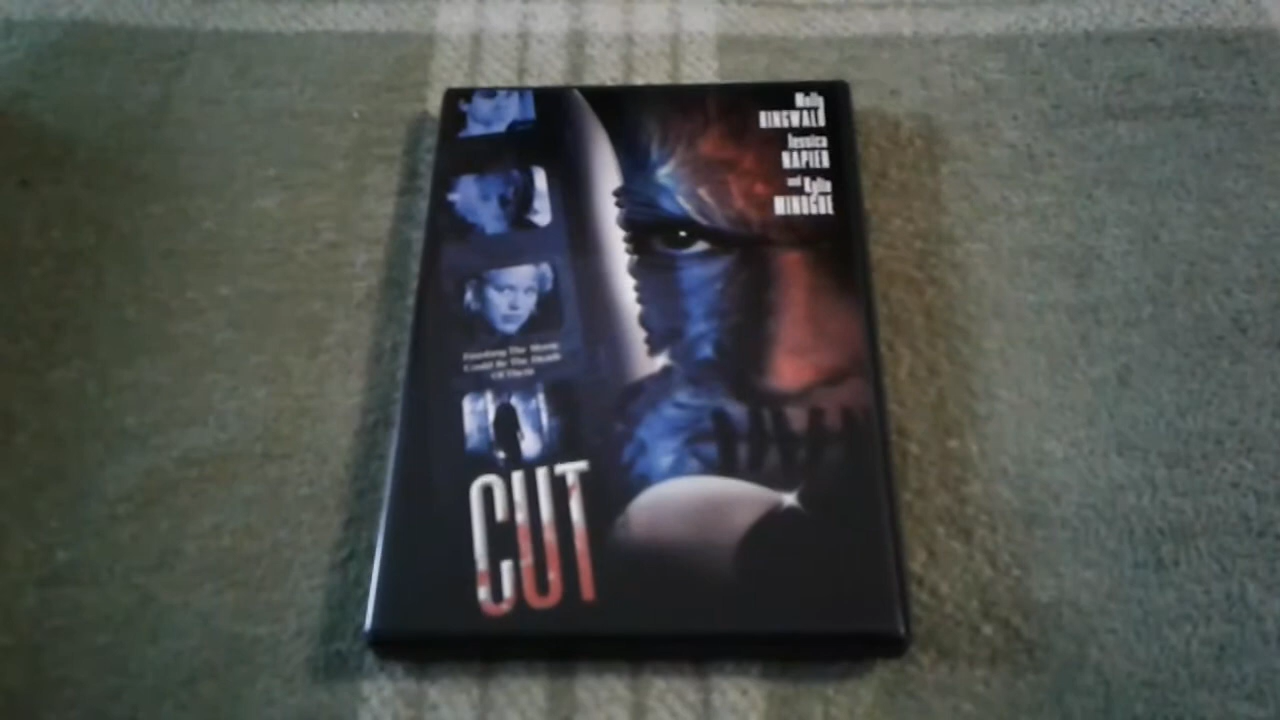 Molly
RINGWALD
Jessica
NAPIER
and Kylie
MINOGUE
Finishing The Movie
Could Be The Death
Of Them
CUT